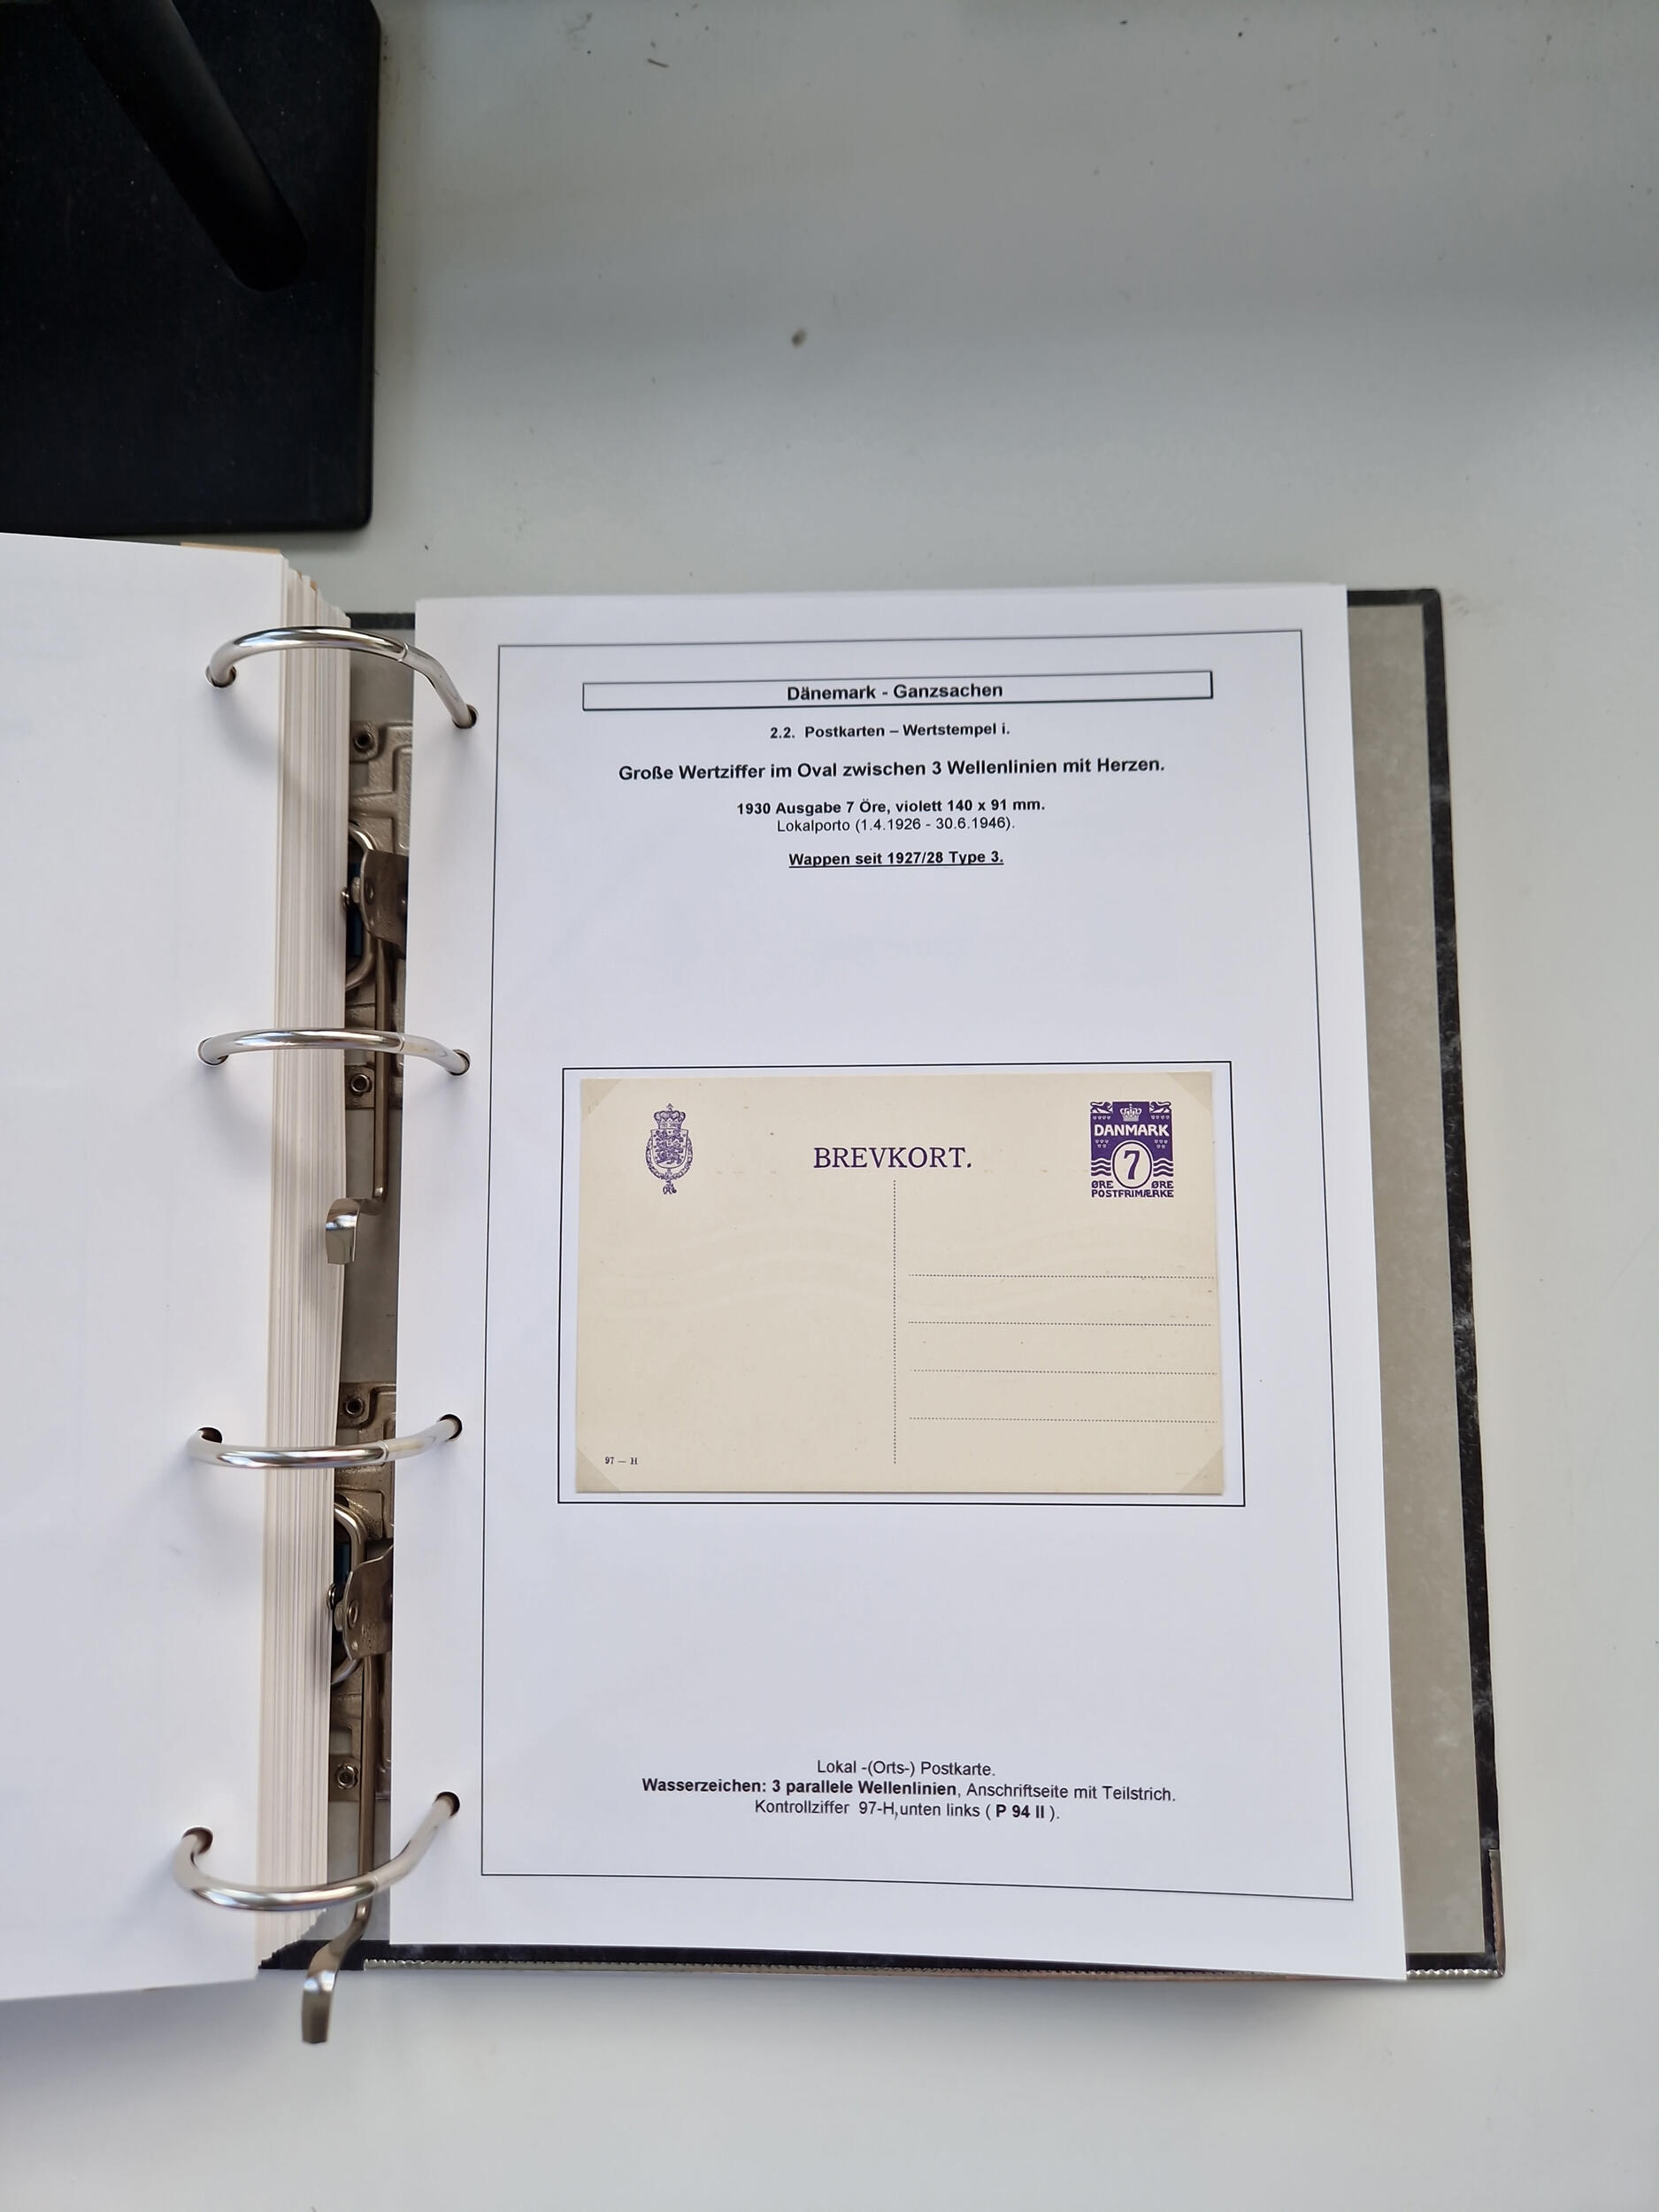 Dänemark - Ganzsachen
2.2. Postkarten – Wertstempel i.
Große Wertziffer im Oval zwischen 3 Wellenlinien mit Herzen.
1930 Ausgabe 7 Öre, violett 140 x 91 mm.
Lokalporto (1.4.1926 - 30.6.1946).
Wappen seit 1927/28 Type 3.
BREVKORT.
DANMARK
7
ØRE ØRE
POSTFRIMÆRKE
97 — H
Lokal -(Orts-) Postkarte.
Wasserzeichen: 3 parallele Wellenlinien, Anschriftseite mit Teilstrich.
Kontrollziffer 97-H,unten links ( P 94 II ).